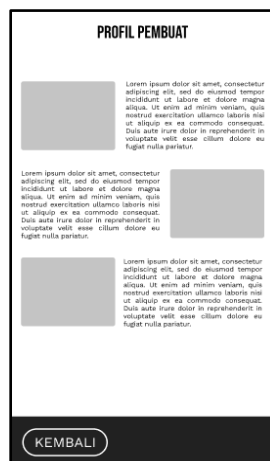 PROFIL PEMBUAT
Lorem ipsum dolor sit amet, consectetur
adipiscing elit, sed do eiusmod tempor
incididunt ut labore et dolore magna
aliqua. Ut enim ad minim veniam, quis
nostrud exercitation ullamco laboris nisi
ut aliquip ex ea commodo consequat.
Duis aute irure dolor in reprehenderit in
voluptate velit esse cillum dolore eu
fugiat nulla pariatur.
Lorem ipsum dolor sit amet, consectetur
adipiscing elit, sed do eiusmod tempor
incididunt ut labore et dolore magna
aliqua. Ut enim ad minim veniam, quis
nostrud exercitation ullamco laboris nisi
ut aliquip ex ea commodo consequat.
Duis aute irure dolor in reprehenderit in
voluptate velit esse cillum dolore eu
fugiat nulla pariatur.
Lorem ipsum dolor sit amet, consectetur
adipiscing elit, sed do eiusmod tempor
incididunt ut labore et dolore magna
aliqua. Ut enim ad minim veniam, quis
nostrud exercitation ullamco laboris nisi
ut aliquip ex ea commodo consequat.
Duis aute irure dolor in reprehenderit in
voluptate velit esse cillum dolore eu
fugiat nulla pariatur.
KEMBALI